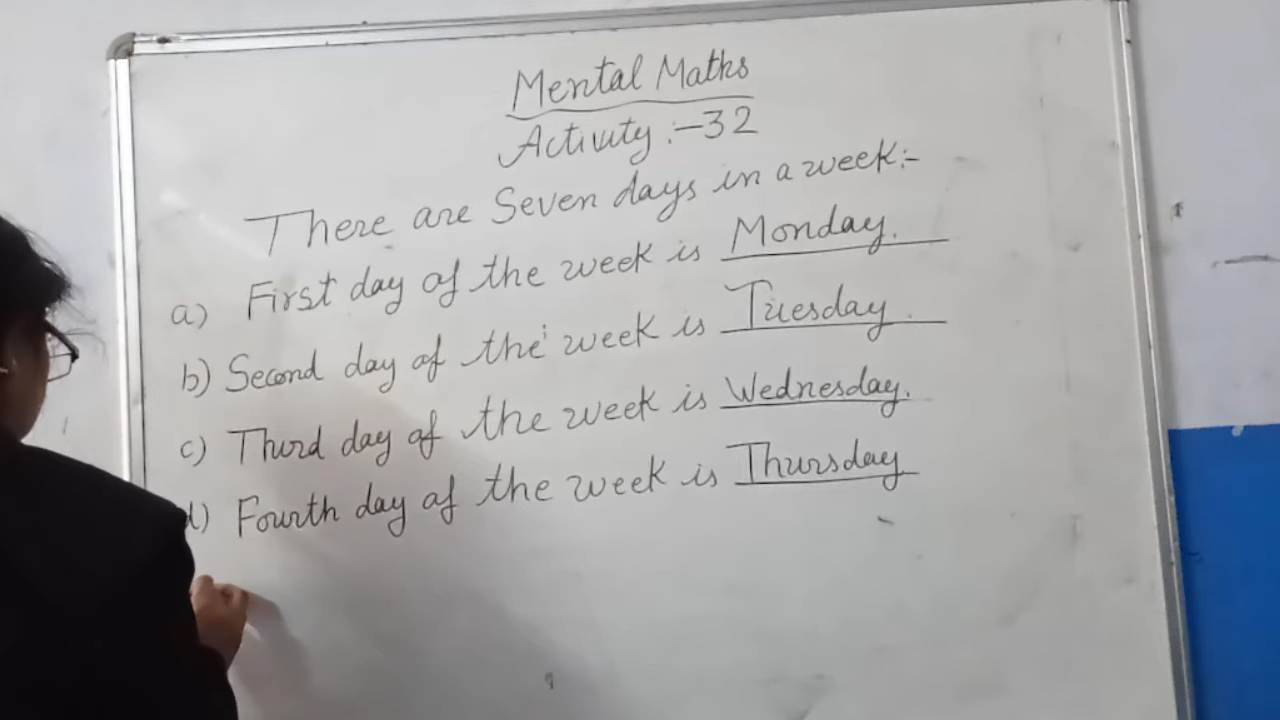 Mental Maths
Activity :- 32
There are Seven days in a week:-
a) First day of the week is Monday.
b) Second day of the week is Tuesday.
c) Third day of the week is Wednesday.
d) Fourth day of the week is Thursday